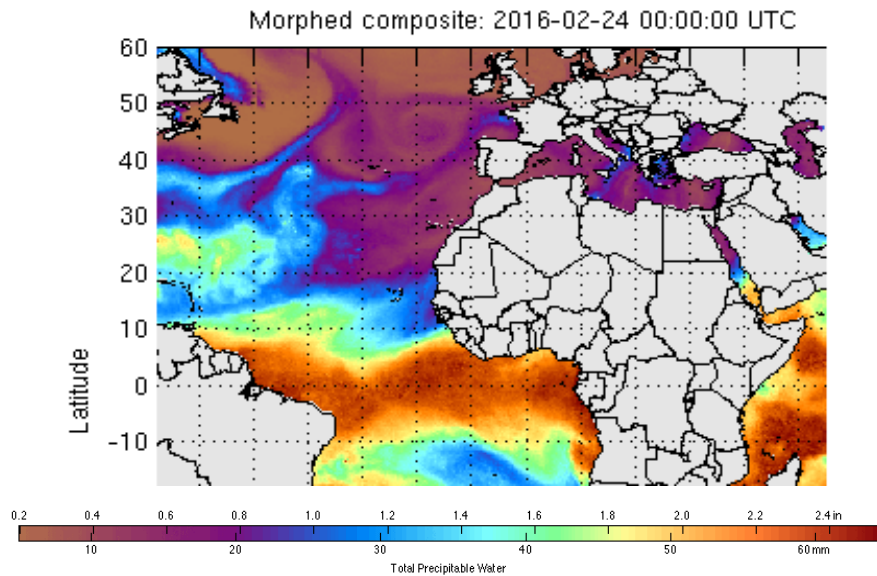 Morphed composite: 2016-02-24 00:00:00 UTC
60
50
40
30
20
10
0
-10
Latitude
0.2 0.4 0.6 0.8 1.0 1.2 1.4 1.6 1.8 2.0 2.2 2.4 in
10 20 30 40 50 60 mm
Total Precipitable Water